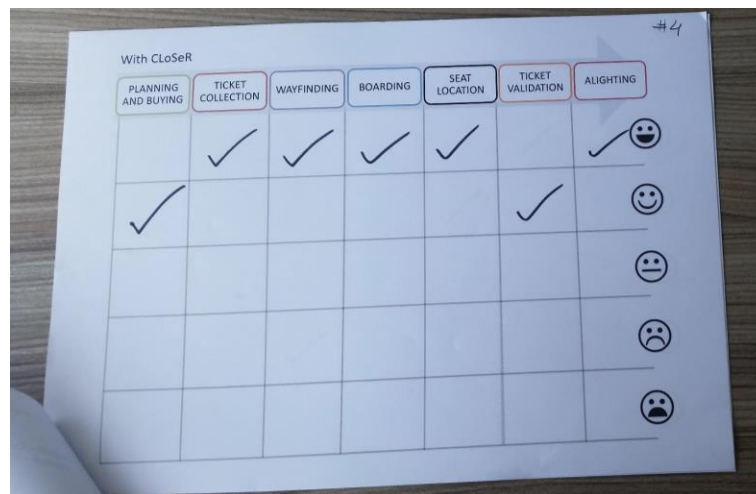 #4
With CLoSeR
PLANNING
AND BUYING
TICKET
COLLECTION
WAYFINDING
BOARDING
SEAT
LOCATION
TICKET
VALIDATION
ALIGHTING